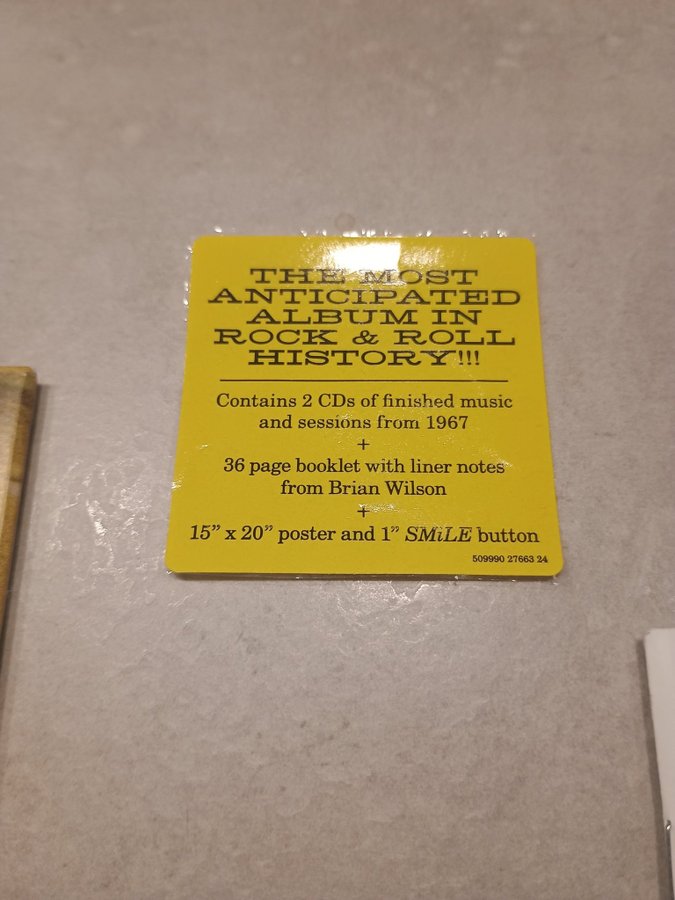 THE MOST
ANTICIPATED
ALBUM IN
ROCK & ROLL
HISTORY!!!
Contains 2 CDs of finished music
and sessions from 1967
+
36 page booklet with liner notes
from Brian Wilson
+
15” x 20” poster and 1” SMiLE button
509990 27663 24